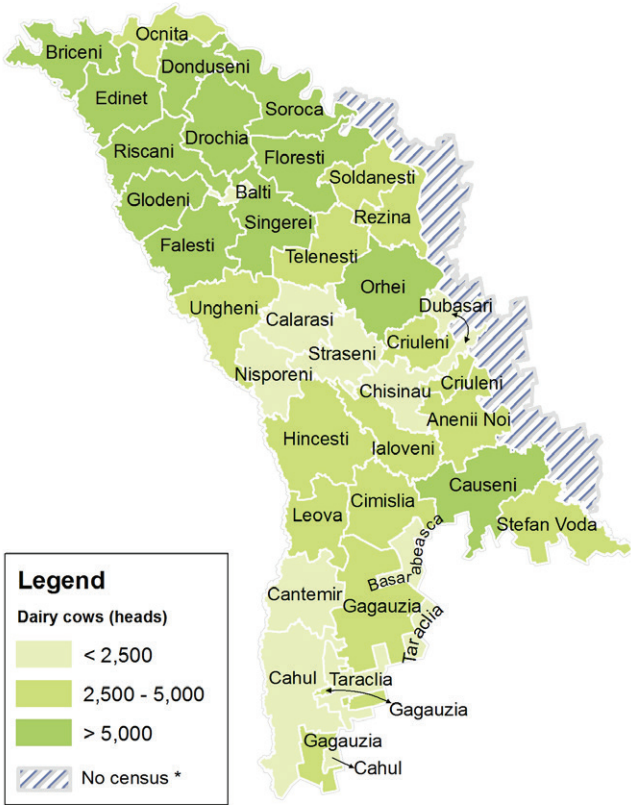 Ocnita
Briceni
Donduseni
Edinet
Soroca
Drochia
Riscani
Floresti
Soldanesti
Balti
Glodeni
Rezina
Singerei
Falesti
Telenesti
Orhei
Dubasari
Ungheni
Calarasi
Criuleni
Straseni
Nisporeni
Chisinau
Criuleni
Anenii Noi
Hincesti
Ialoveni
Causeni
Cimislia
Leova
Stefan Voda
Basarabeasca
Cantemir
Gagauzia
Taraclia
Cahul
Taraclia
Gagauzia
Gagauzia
Cahul
Legend
Dairy cows (heads)
< 2,500
2,500 - 5,000
> 5,000
No census *